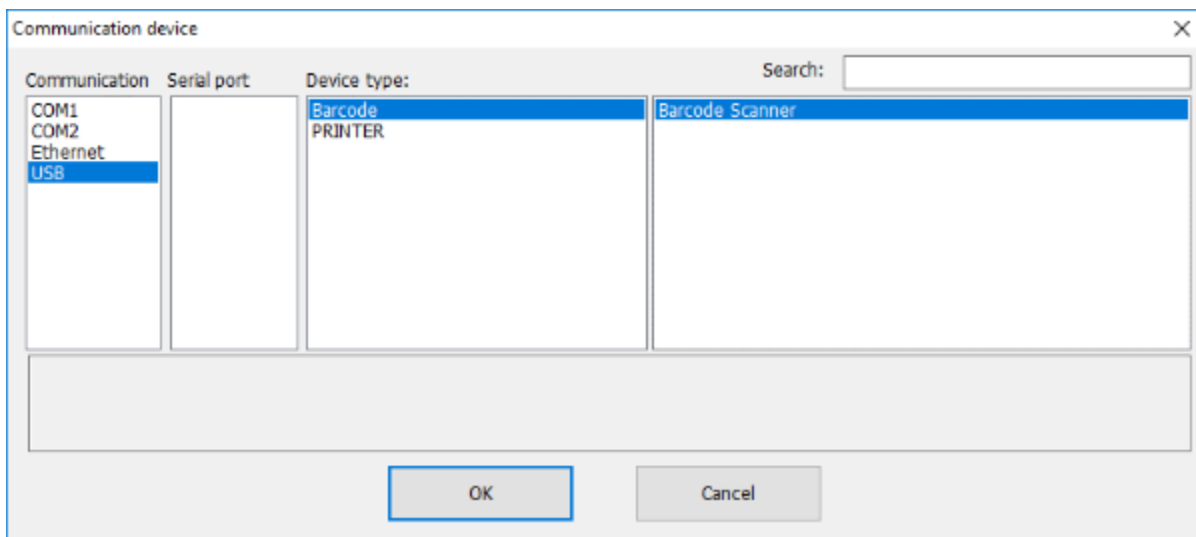 Communication device
Search:
Communication Serial port Device type:
COM1
COM2
Ethernet
USB
Barcode
PRINTER
Barcode Scanner
OK
Cancel